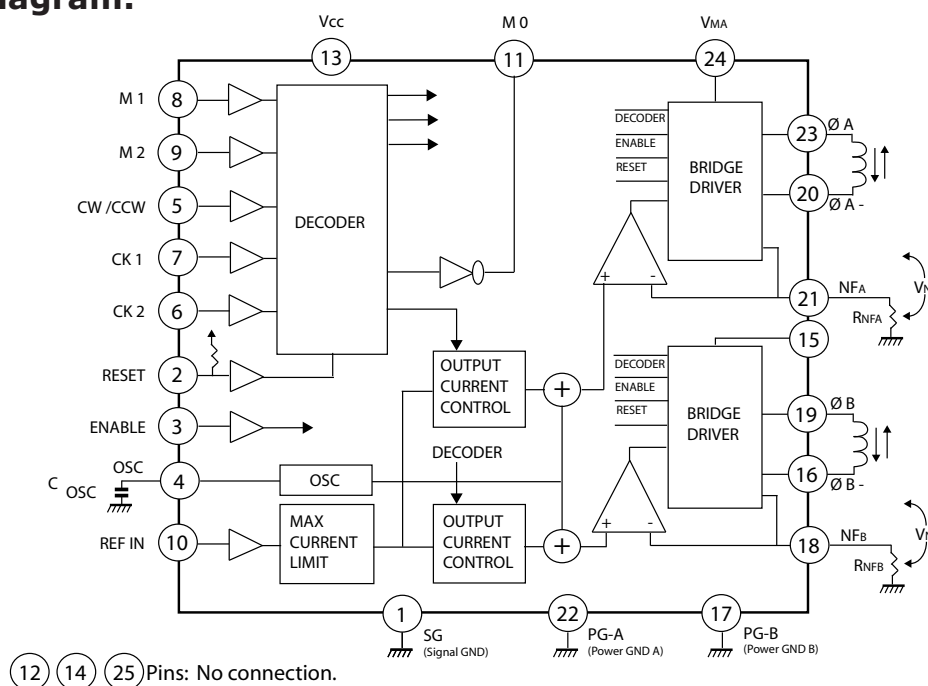 agram:
Vcc
M 0
VMA
13
11
24
M 1
8
M 2
9
CW /CCW
5
CK 1
7
CK 2
6
RESET
2
ENABLE
3
OSC
C OSC
4
REF IN
10
DECODER
OUTPUT
CURRENT
CONTROL
+
DECODER
OSC
MAX
CURRENT
LIMIT
OUTPUT
CURRENT
CONTROL
+
DECODER
ENABLE
RESET
BRIDGE
DRIVER
+ -
23
Ø A
20
Ø A -
21
NFA
RNFA
15
DECODER
ENABLE
RESET
BRIDGE
DRIVER
+ -
19
Ø B
16
Ø B -
18
NFB
RNFB
1
SG
(Signal GND)
22
PG-A
(Power GND A)
17
PG-B
(Power GND B)
12 14 25 Pins: No connection.